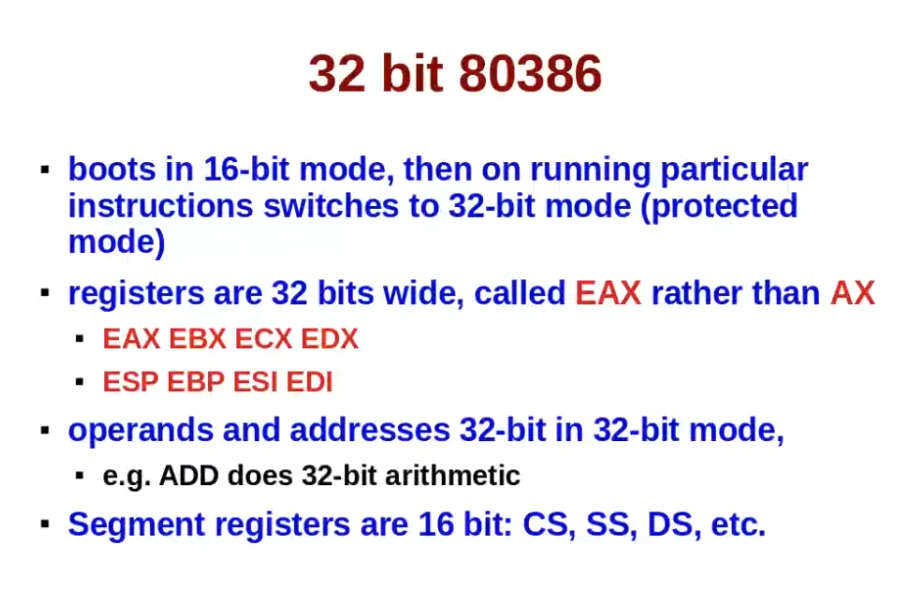 32 bit 80386
▪ boots in 16-bit mode, then on running particular
instructions switches to 32-bit mode (protected
mode)
▪ registers are 32 bits wide, called EAX rather than AX
▪ EAX EBX ECX EDX
▪ ESP EBP ESI EDI
▪ operands and addresses 32-bit in 32-bit mode,
▪ e.g. ADD does 32-bit arithmetic
▪ Segment registers are 16 bit: CS, SS, DS, etc.